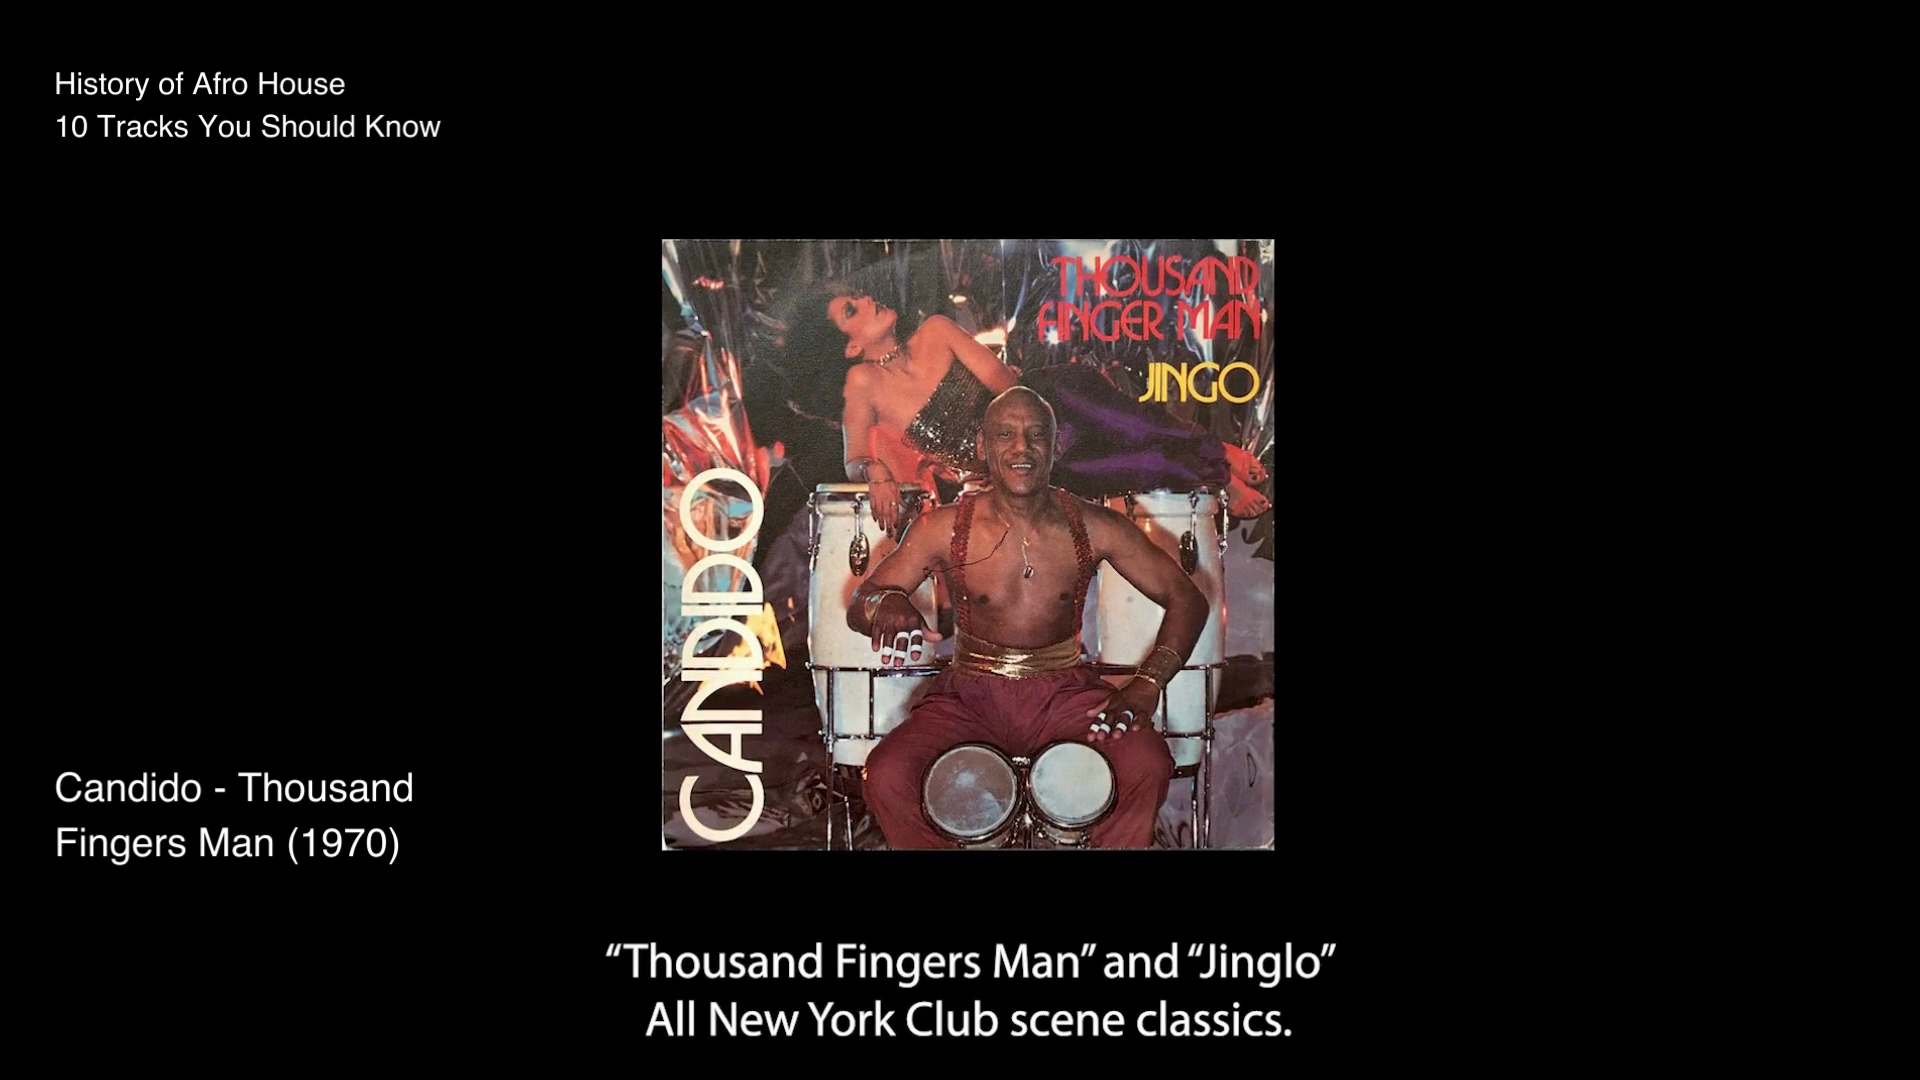 History of Afro House
10 Tracks You Should Know
THOUSAND
FINGER MAN
JINGO
CANDIDO
Candido - Thousand
Fingers Man (1970)
“Thousand Fingers Man” and “Jinglo”
All New York Club scene classics.